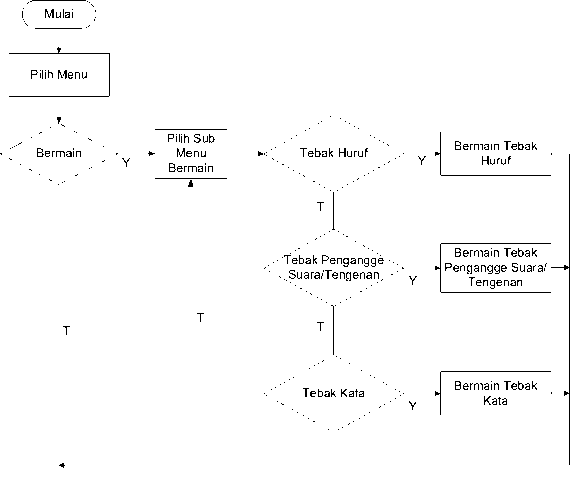 Mulai
Pilih Menu
Bermain
Y
Pilih Sub
Menu
Bermain
Tebak Huruf
Y
Bermain Tebak
Huruf
T
Tebak Pengangge
Suara/Tengenan
Y
Bermain Tebak
Pengangge Suara/
Tengenan
T
T
T
Tebak Kata
Y
Bermain Tebak
Kata